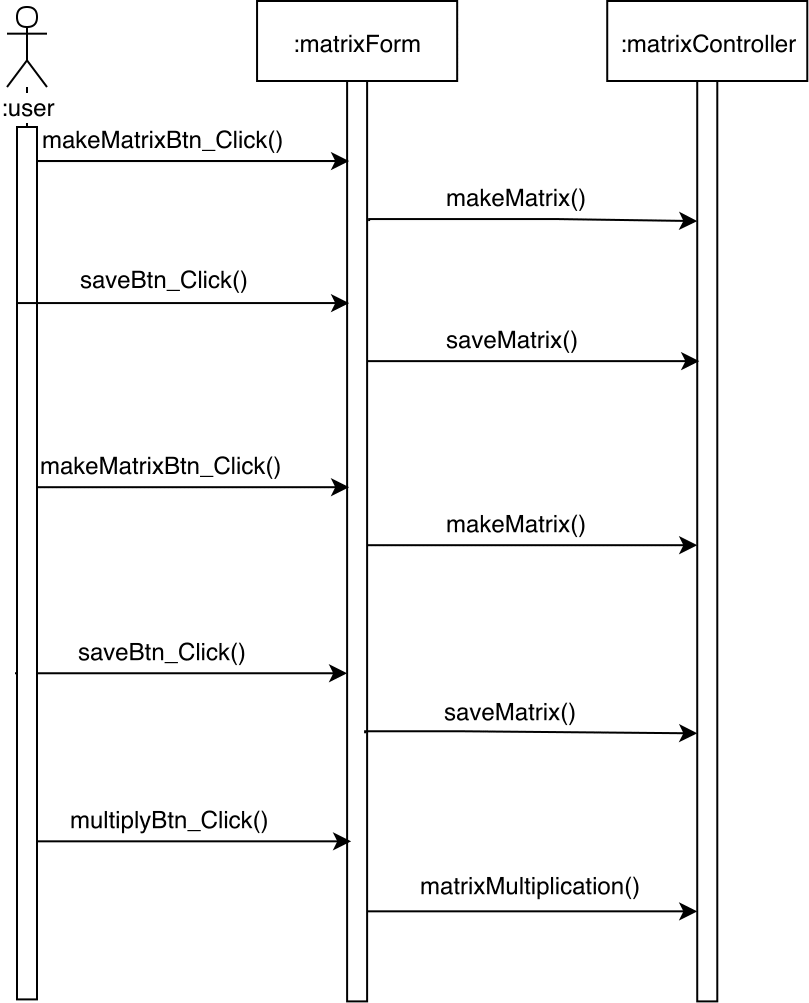 :matrixForm
:matrixController
:user
makeMatrixBtn_Click()
makeMatrix()
saveBtn_Click()
saveMatrix()
makeMatrixBtn_Click()
makeMatrix()
saveBtn_Click()
saveMatrix()
multiplyBtn_Click()
matrixMultiplication()